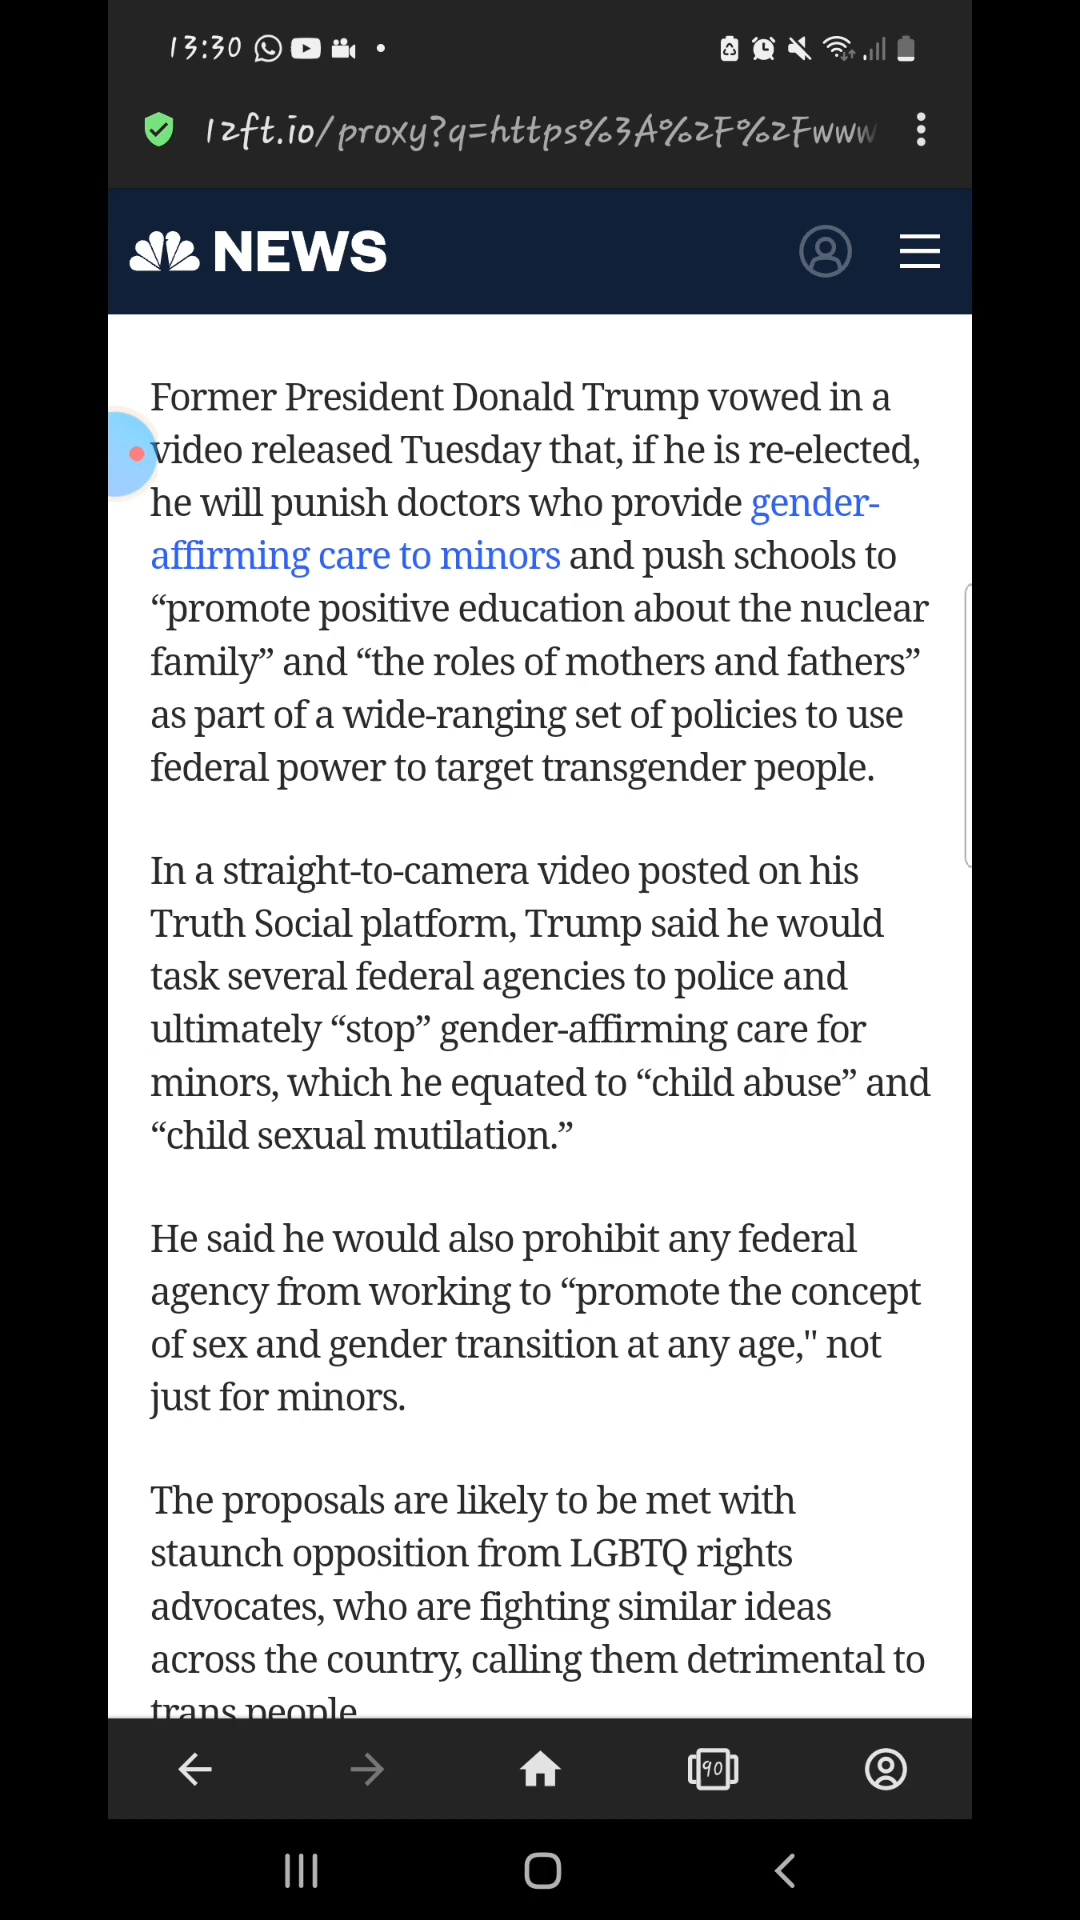 13:30
12ft.io/proxy?q=https%3A%2F%2Fwww
NEWS
Former President Donald Trump vowed in a
video released Tuesday that, if he is re-elected,
he will punish doctors who provide gender-
affirming care to minors and push schools to
“promote positive education about the nuclear
family” and “the roles of mothers and fathers”
as part of a wide-ranging set of policies to use
federal power to target transgender people.
In a straight-to-camera video posted on his
Truth Social platform, Trump said he would
task several federal agencies to police and
ultimately “stop” gender-affirming care for
minors, which he equated to “child abuse” and
“child sexual mutilation.”
He said he would also prohibit any federal
agency from working to “promote the concept
of sex and gender transition at any age," not
just for minors.
The proposals are likely to be met with
staunch opposition from LGBTQ rights
advocates, who are fighting similar ideas
across the country, calling them detrimental to
trans people
90